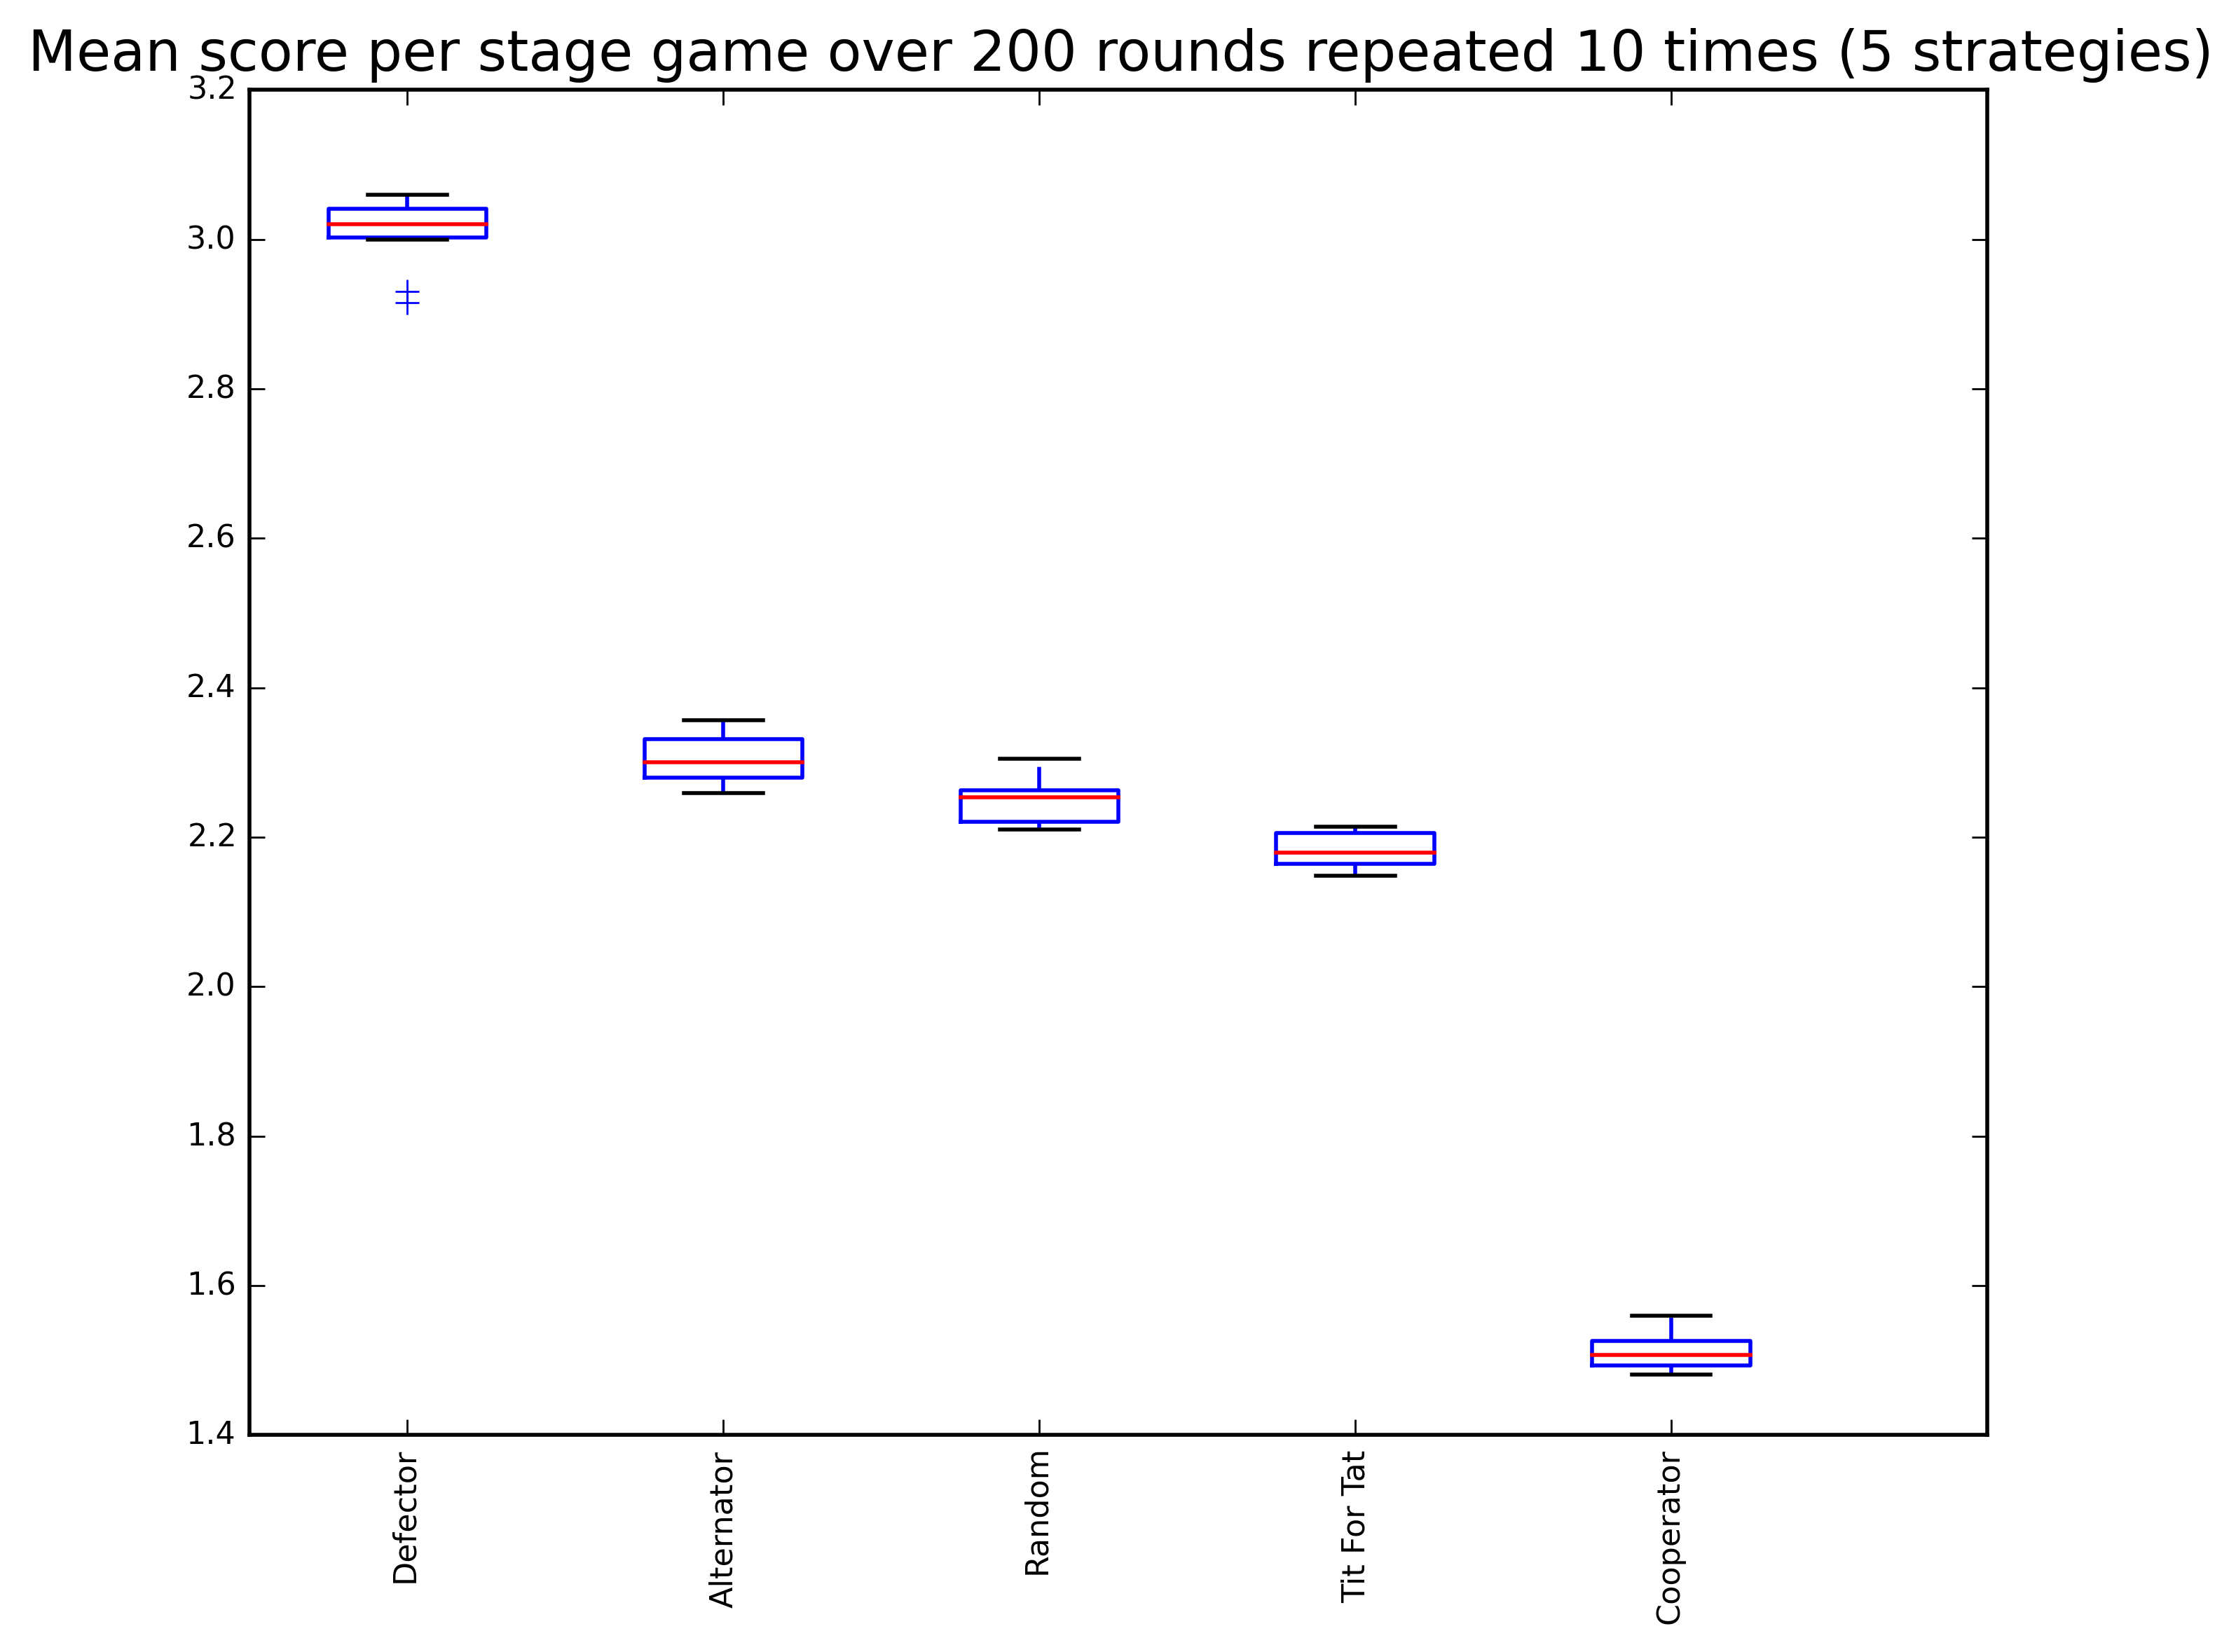 Mean score per stage game over 200 rounds repeated 10 times (5 strategies)
3.2
3.0
2.8
2.6
2.4
2.2
2.0
1.8
1.6
1.4
Defector
Alternator
Random
Tit For Tat
Cooperator